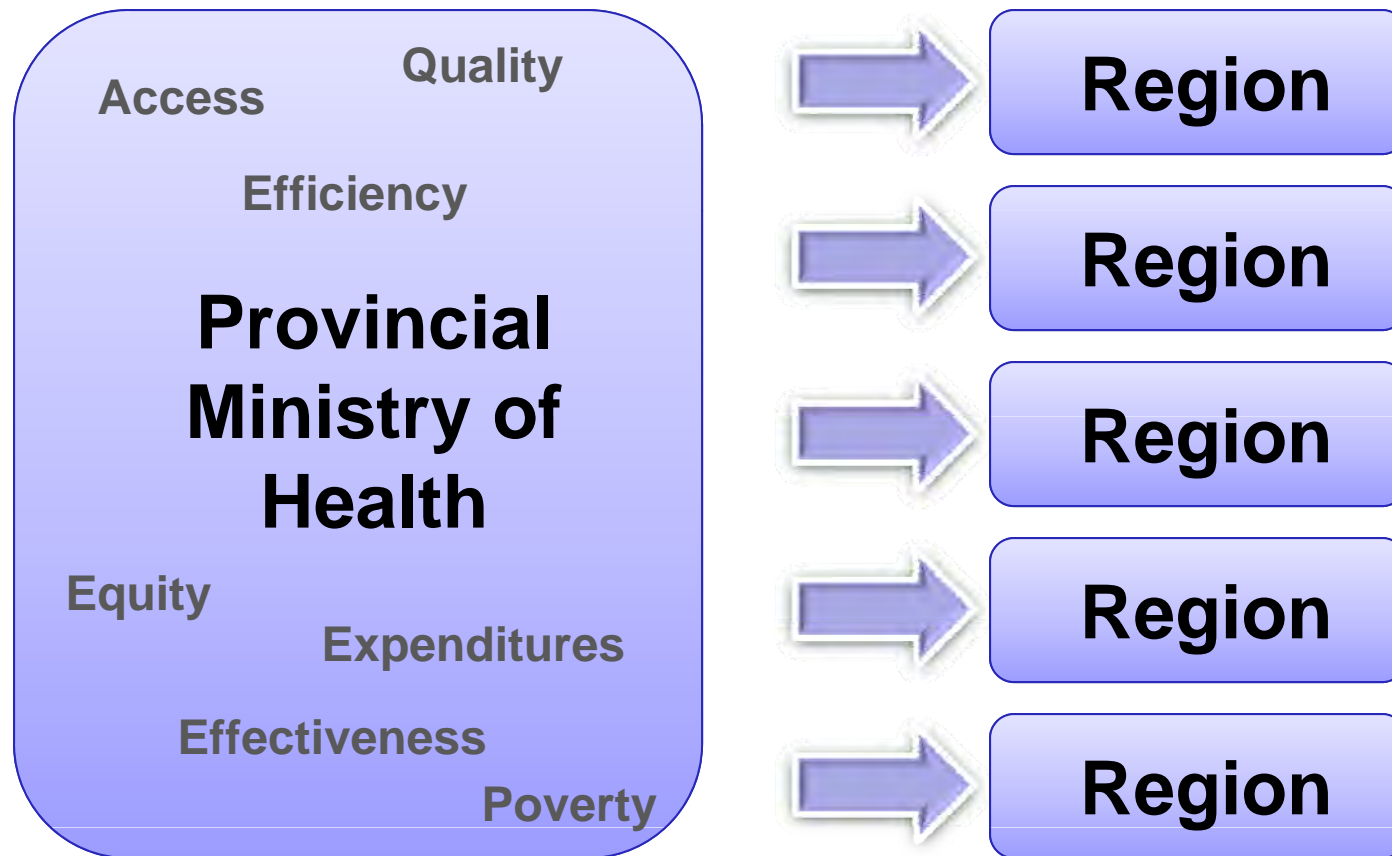 Quality
Access
Efficiency
Provincial
Ministry of
Health
Equity
Expenditures
Effectiveness
Poverty
Region
Region
Region
Region
Region